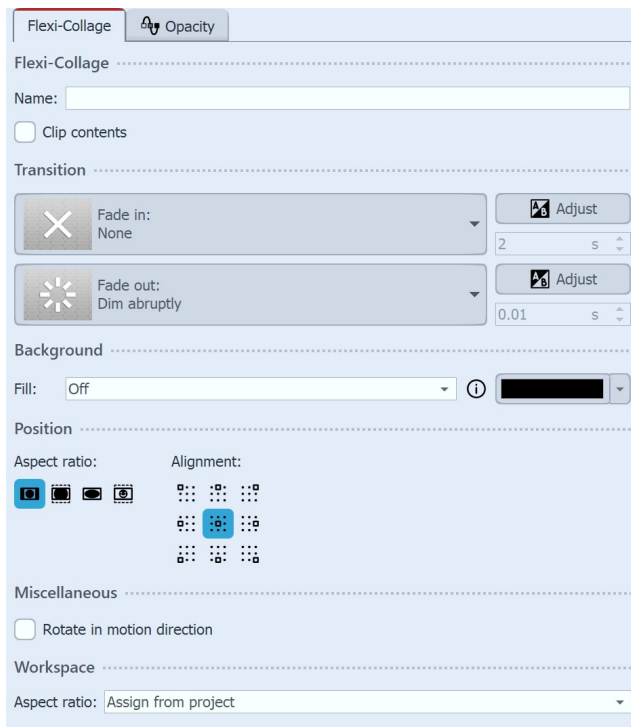 Flexi-Collage Opacity
Flexi-Collage
Name:
Clip contents
Transition
Fade in:
None
A/B Adjust
2 s
Fade out:
Dim abruptly
A/B Adjust
0.01 s
Background
Fill: Off
Position
Aspect ratio: Alignment:
Miscellaneous
Rotate in motion direction
Workspace
Aspect ratio: Assign from project